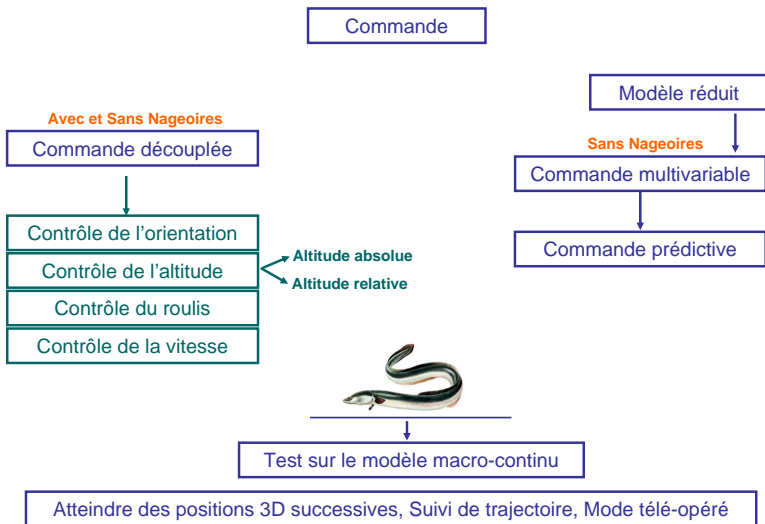 Commande
Avec et Sans Nageoires
Commande découplée
Contrôle de l'orientation
Contrôle de l'altitude
Altitude absolue
Altitude relative
Contrôle du roulis
Contrôle de la vitesse
Modèle réduit
Sans Nageoires
Commande multivariable
Commande prédictive
Test sur le modèle macro-continu
Atteindre des positions 3D successives, Suivi de trajectoire, Mode télé-opéré